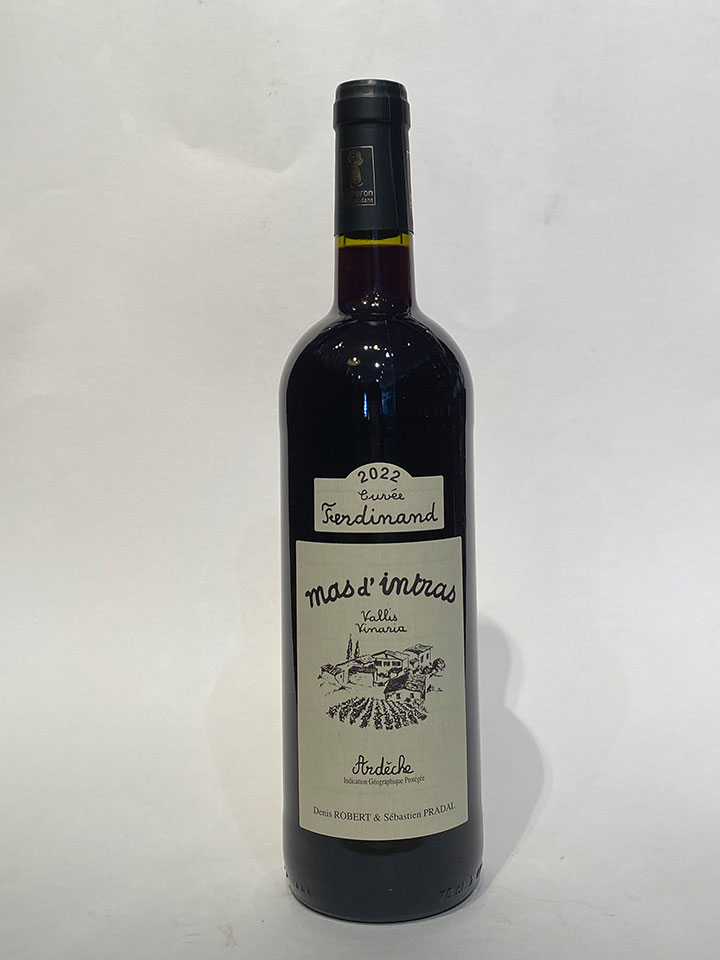 2022
Cuvée
Ferdinand
mas d'intras
Vallis
Vinaria
Ardèche
Indication Géographique Protégée
Denis ROBERT & Sébastien PRADAL